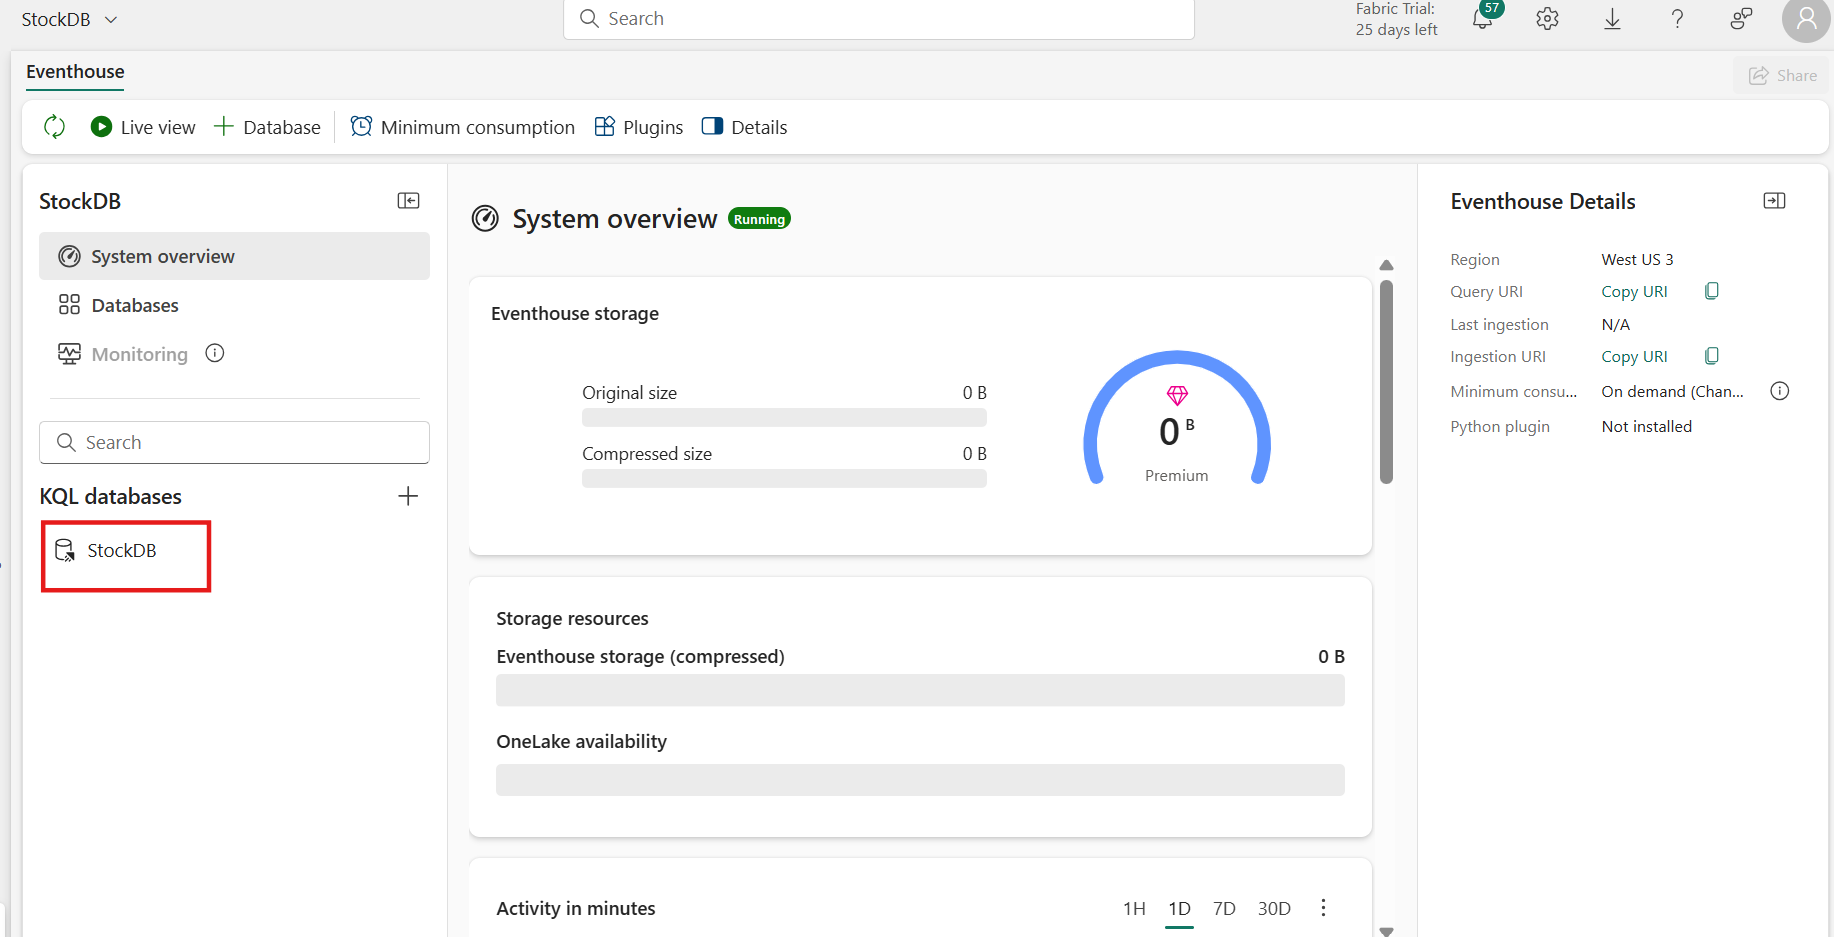 StockDB
Search
Fabric Trial:
25 days left
57
Eventhouse
Share
Live view
Database
Minimum consumption
Plugins
Details
StockDB
System overview
Databases
Monitoring
Search
KQL databases
StockDB
System overview
Running
Eventhouse storage
Original size 0 B
Compressed size 0 B
0 B
Premium
Storage resources
Eventhouse storage (compressed) 0 B
OneLake availability
Activity in minutes
1H 1D 7D 30D
Eventhouse Details
Region West US 3
Query URI Copy URI
Last ingestion N/A
Ingestion URI Copy URI
Minimum consu... On demand (Chan...
Python plugin Not installed